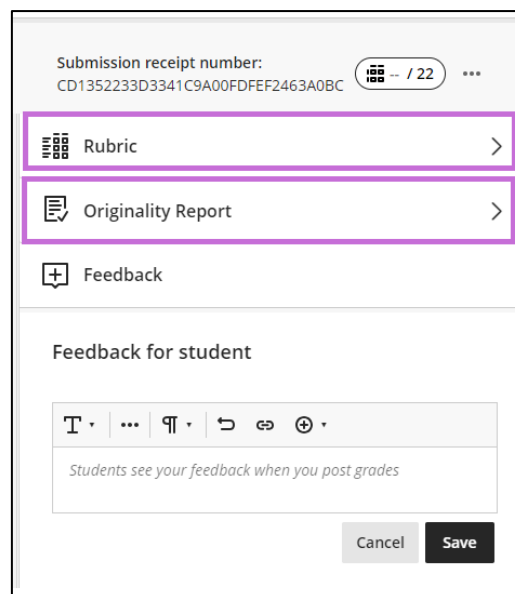 Submission receipt number:
CD1352233D3341C9A00FDFEF2463A0BC
-- / 22
Rubric
Originality Report
Feedback
Feedback for student
Students see your feedback when you post grades
Cancel Save